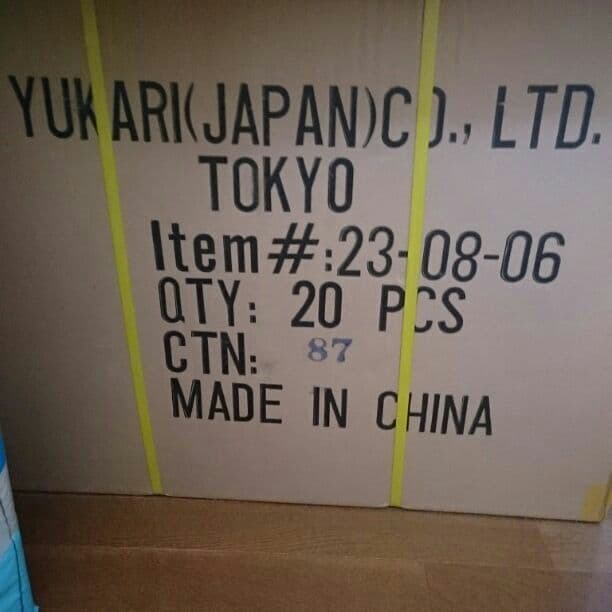 YUKARI(JAPAN)CO., LTD.
TOKYO
Item#:23-08-06
QTY: 20 PCS
CTN: 87
MADE IN CHINA